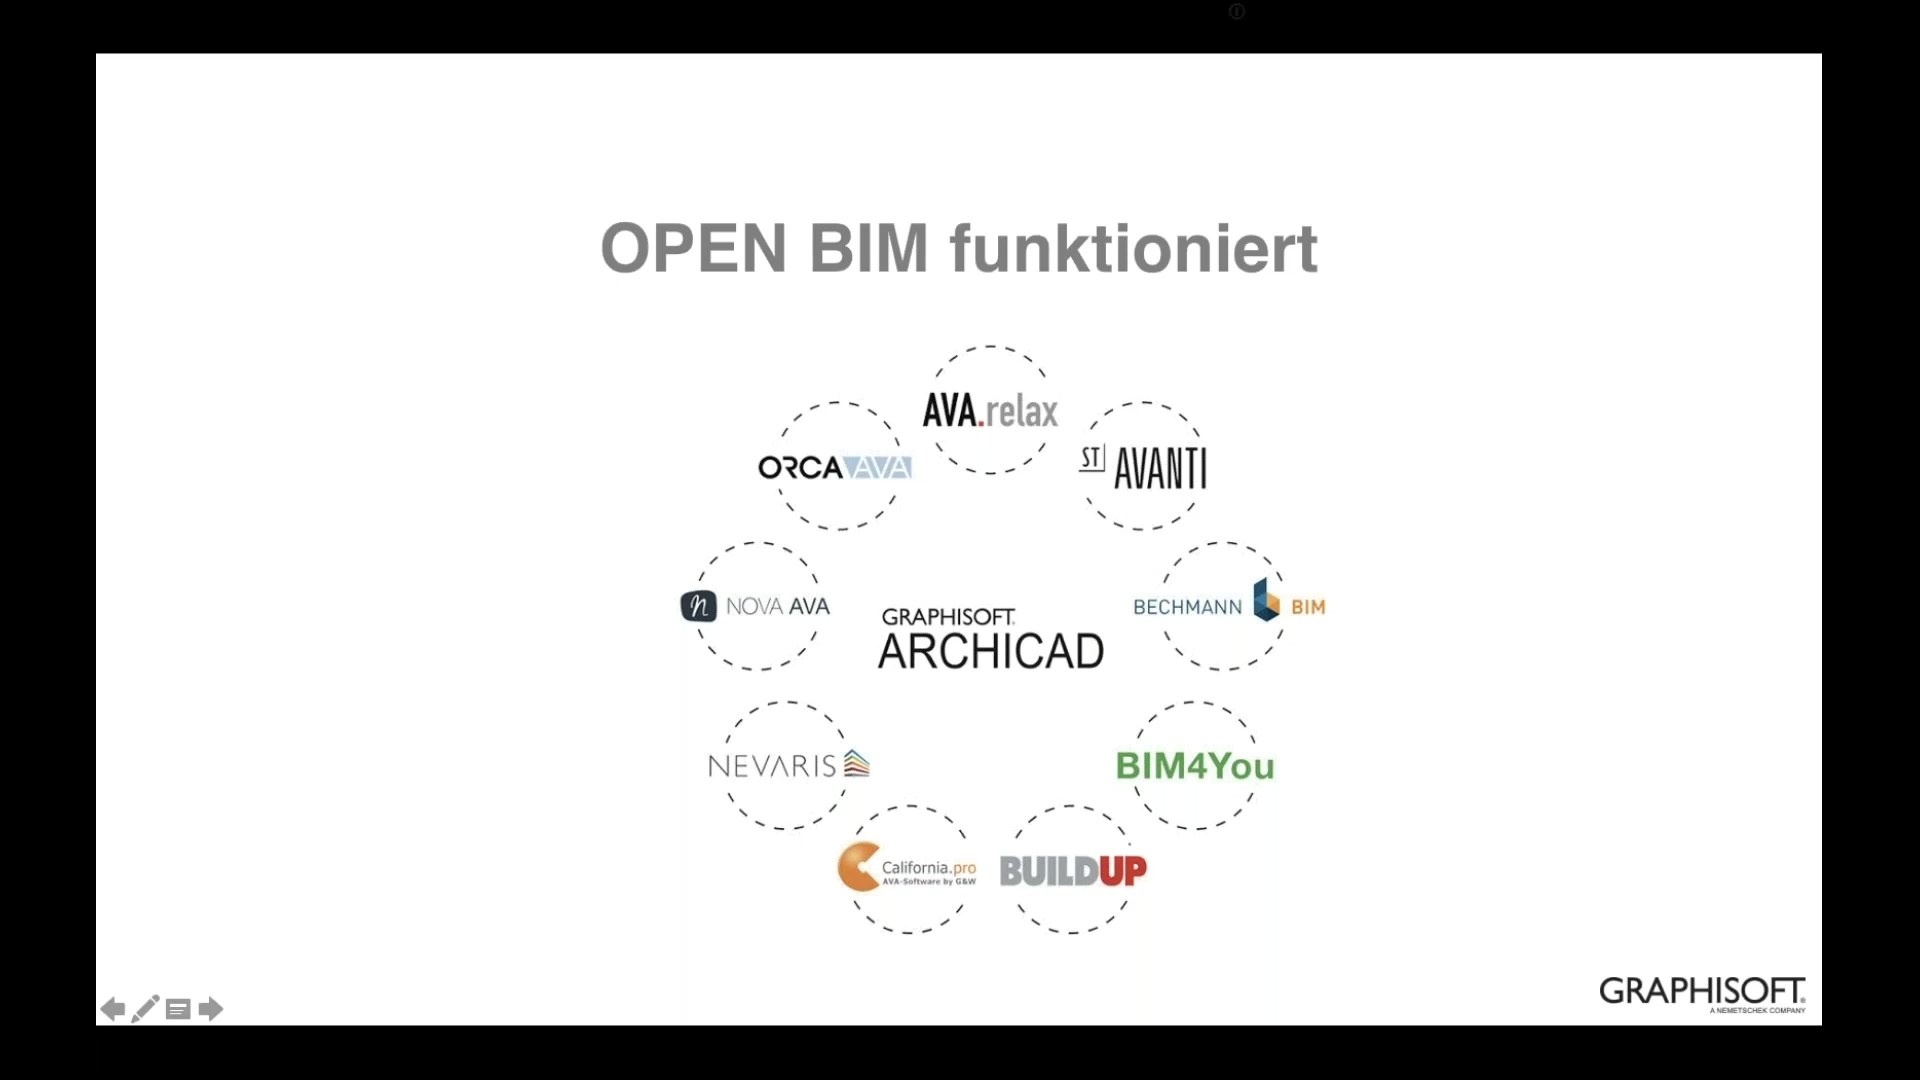 OPEN BIM funktioniert
AVA.relax
ORCA AVA
ST AVANTI
NOVA AVA
BECHMANN BIM
GRAPHISOFT.
ARCHICAD
NEVARIS
BIM4You
California.pro
AVA-Software by G&W
BUILDUP
GRAPHISOFT.
A NEMETSCHEK COMPANY